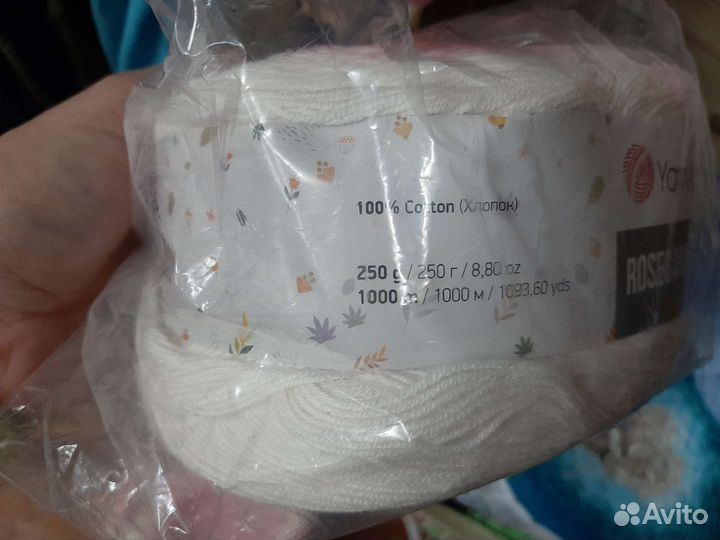 100% Cotton (Хлопок)
250 g / 250 г / 8,80 oz
1000 m / 1000 м / 1093,60 yds
Avito